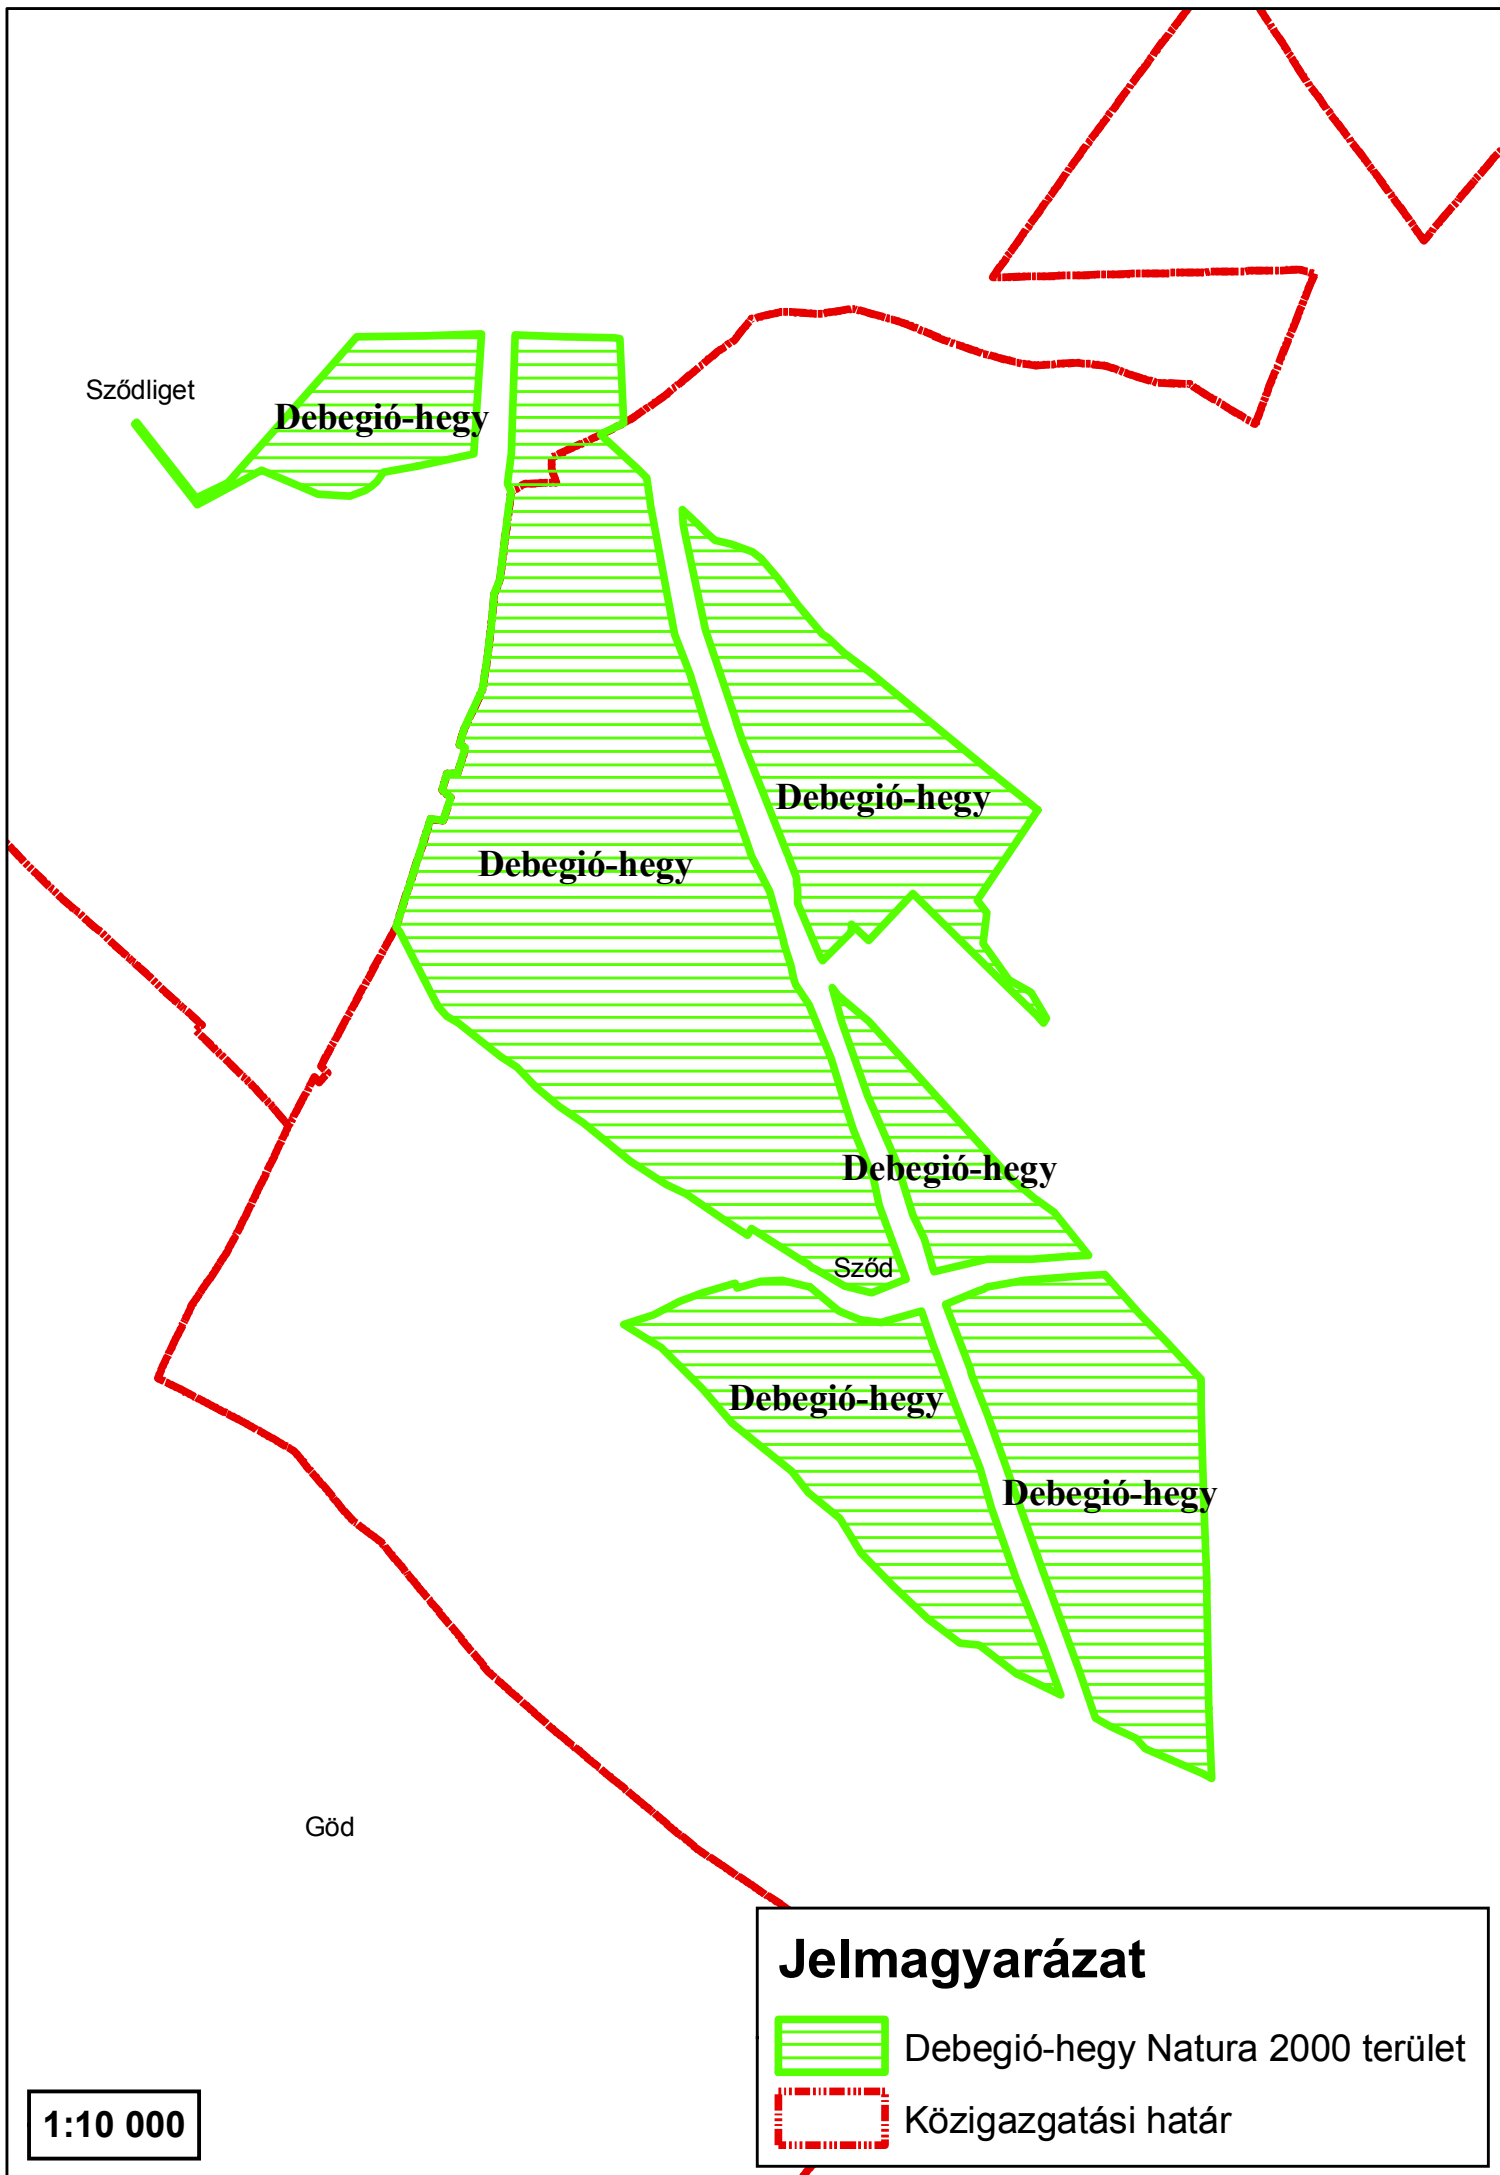 Sződliget
Debegió-hegy
Debegió-hegy
Debegió-hegy
Debegió-hegy
Sződ
Debegió-hegy
Debegió-hegy
Göd
Jelmagyarázat
Debegió-hegy Natura 2000 terület
Közigazgatási határ
1:10 000